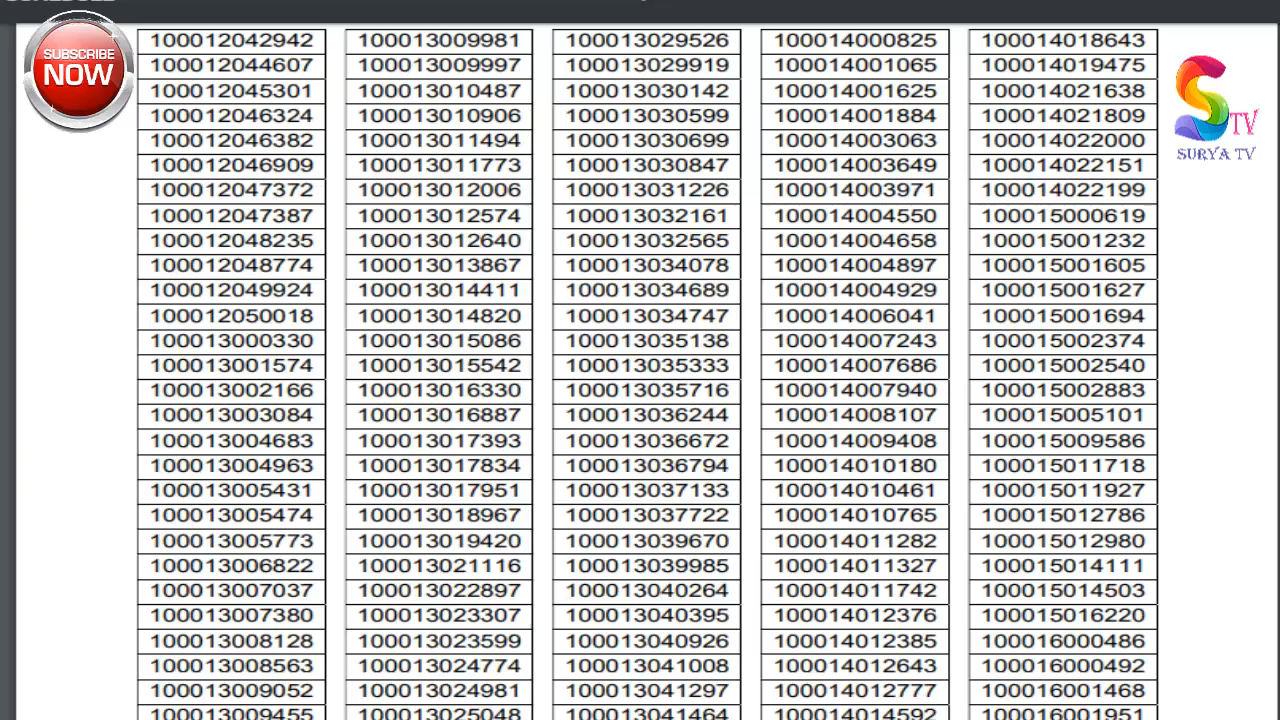 SUBSCRIBE
NOW
TV
SURYA TV
100012042942 100013009981 100013029526 100014000825 100014018643
100012044607 100013009997 100013029919 100014001065 100014019475
100012045301 100013010487 100013030142 100014001625 100014021638
100012046324 100013010906 100013030599 100014001884 100014021809
100012046382 100013011494 100013030699 100014003063 100014022000
100012046909 100013011773 100013030847 100014003649 100014022151
100012047372 100013012006 100013031226 100014003971 100014022199
100012047387 100013012574 100013032161 100014004550 100015000619
100012048235 100013012640 100013032565 100014004658 100015001232
100012048774 100013013867 100013034078 100014004897 100015001605
100012049924 100013014411 100013034689 100014004929 100015001627
100012050018 100013014820 100013034747 100014006041 100015001694
100013000330 100013015086 100013035138 100014007243 100015002374
100013001574 100013015542 100013035333 100014007686 100015002540
100013002166 100013016330 100013035716 100014007940 100015002883
100013003084 100013016887 100013036244 100014008107 100015005101
100013004683 100013017393 100013036672 100014009408 100015009586
100013004963 100013017834 100013036794 100014010180 100015011718
100013005431 100013017951 100013037133 100014010461 100015011927
100013005474 100013018967 100013037722 100014010765 100015012786
100013005773 100013019420 100013039670 100014011282 100015012980
100013006822 100013021116 100013039985 100014011327 100015014111
100013007037 100013022897 100013040264 100014011742 100015014503
100013007380 100013023307 100013040395 100014012376 100015016220
100013008128 100013023599 100013040926 100014012385 100016000486
100013008563 100013024774 100013041008 100014012643 100016000492
100013009052 100013024981 100013041297 100014012777 100016001468
100013009455 100013025048 100013041464 100014014592 100016001951